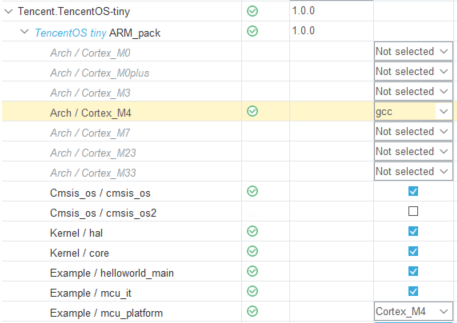 Tencent.TencentOS-tiny 1.0.0
TencentOS tiny ARM_pack 1.0.0
Arch / Cortex_M0 Not selected
Arch / Cortex_M0plus Not selected
Arch / Cortex_M3 Not selected
Arch / Cortex_M4 gcc
Arch / Cortex_M7 Not selected
Arch / Cortex_M23 Not selected
Arch / Cortex_M33 Not selected
Cmsis_os / cmsis_os
Cmsis_os / cmsis_os2
Kernel / hal
Kernel / core
Example / helloworld_main
Example / mcu_it
Example / mcu_platform Cortex_M4